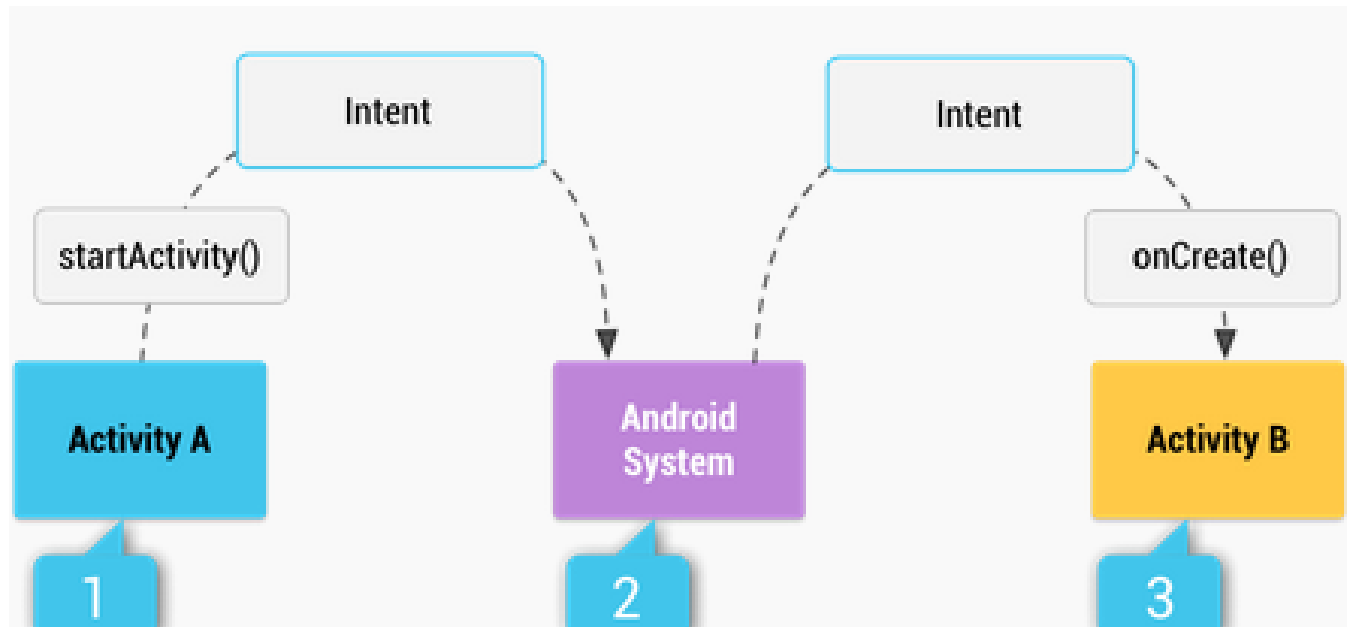 Intent
Intent
startActivity()
onCreate()
Activity A
Android
System
Activity B
1
2
3